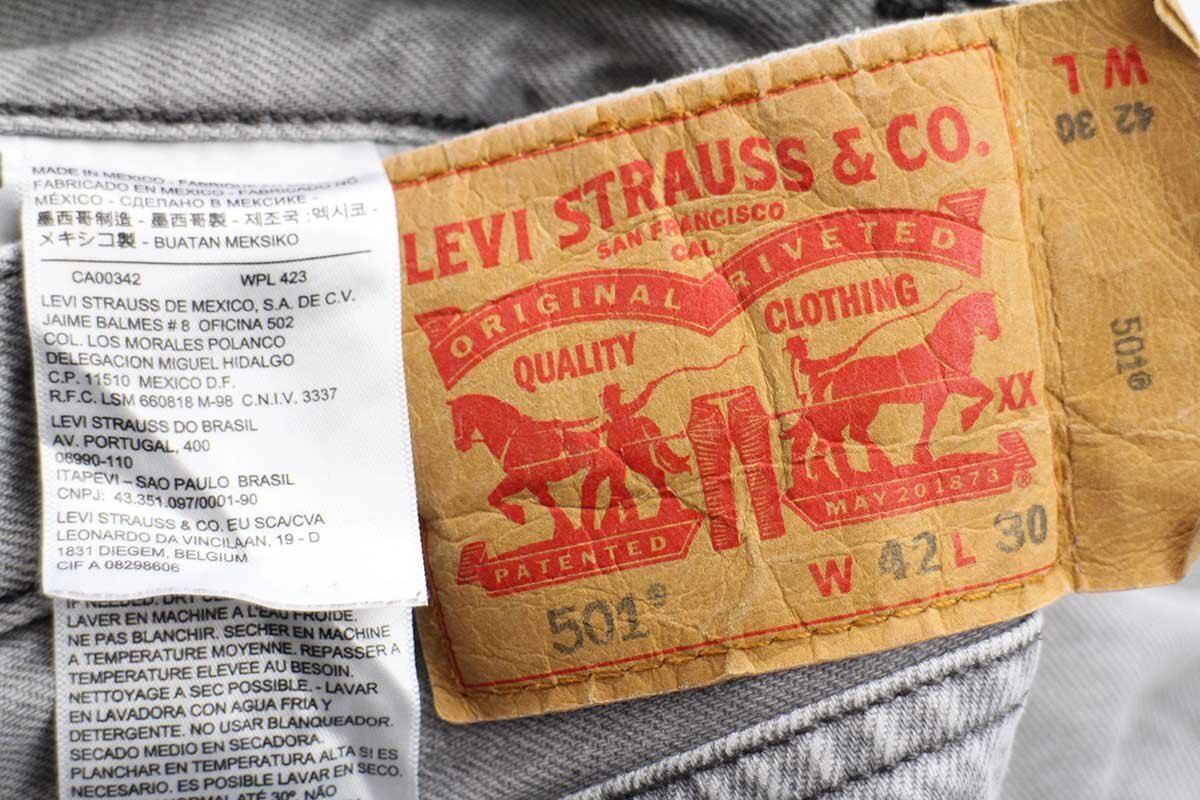 MADE IN MEXICO - FABRIQUE
FABRICADO EN MEXICO - FABRICADO NO
MÉXICO - СДЕЛАНО В МЕКСИКЕ -
墨西哥制造 - 墨西哥製 - 제조국 :멕시코 -
メキシコ製 - BUATAN MEKSIKO
CA00342 WPL 423
LEVI STRAUSS DE MEXICO, S.A. DE C.V.
JAIME BALMES # 8 OFICINA 502
COL. LOS MORALES POLANCO
DELEGACION MIGUEL HIDALGO
C.P. 11510 MEXICO D.F.
R.F.C. LSM 660818 M-98 C.N.I.V. 3337
LEVI STRAUSS DO BRASIL
AV. PORTUGAL, 400
06990-110
ITAPEVI – SAO PAULO BRASIL
CNPJ: 43.351.097/0001-90
LEVI STRAUSS & CO. EU SCA/CVA
LEONARDO DA VINCILAAN, 19 - D
1831 DIEGEM, BELGIUM
CIF A 08298606
IF NEEDED.
LAVER EN MACHINE A L'EAU FROIDE.
NE PAS BLANCHIR. SECHER EN MACHINE
A TEMPERATURE MOYENNE. REPASSER A
TEMPERATURE ELEVEE AU BESOIN.
NETTOYAGE A SEC POSSIBLE. - LAVAR
EN LAVADORA CON AGUA FRIA Y
DETERGENTE. NO USAR BLANQUEADOR.
SECADO MEDIO EN SECADORA.
PLANCHAR EN TEMPERATURA ALTA SI ES
NECESARIO. ES POSIBLE LAVAR EN SECO.
NORMAL ATÉ 30º. NÃO
LEVI STRAUSS & CO.
SAN FRANCISCO
CAL.
ORIGINAL RIVETED
QUALITY CLOTHING
XX
PATENTED MAY 20 1873 ®
501® W 42 L 30
W L
42 30
501®